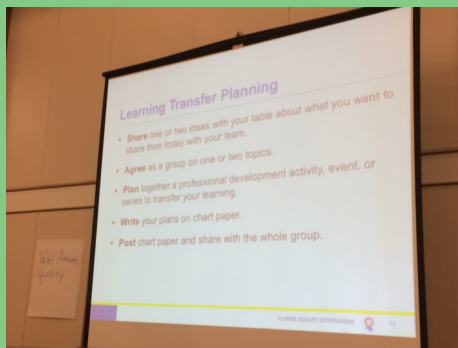 Learning Transfer Planning
• Share one or two ideas with your table about what you want to
share from today with your team.
• Agree as a group on one or two topics.
• Plan together a professional development activity, event, or
series to transfer your learning.
• Write your plans on chart paper.
• Post chart paper and share with the whole group.
ILLINOIS QUALITY AFTERSCHOOL
Wifi
quality